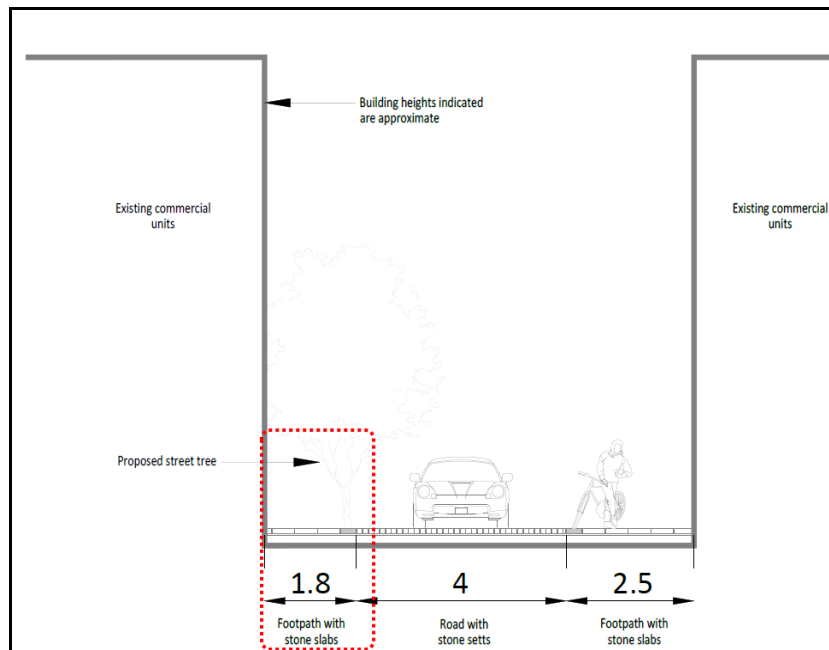 Building heights indicated
are approximate
Existing commercial
units
Existing commercial
units
Proposed street tree
1.8
4
2.5
Footpath with
stone slabs
Road with
stone setts
Footpath with
stone slabs